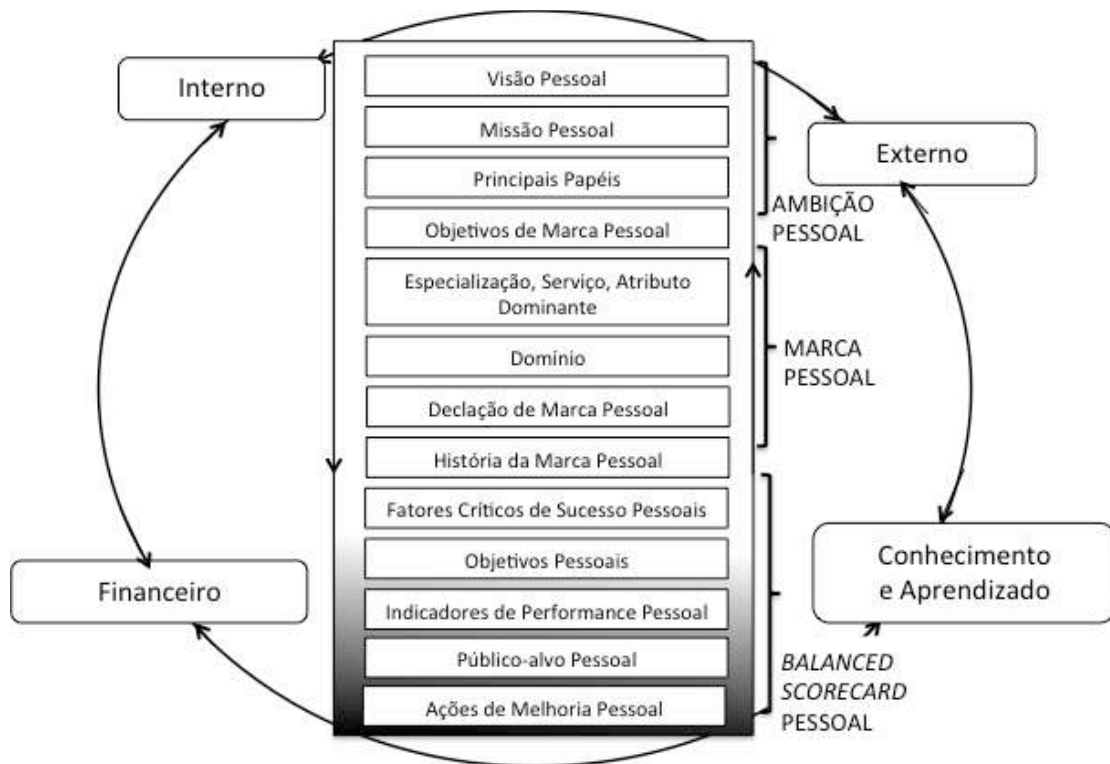 Interno
Visão Pessoal
Missão Pessoal
Externo
Principais Papéis
AMBIÇÃO
PESSOAL
Objetivos de Marca Pessoal
Especialização, Serviço, Atributo
Dominante
Domínio
MARCA
PESSOAL
Declação de Marca Pessoal
História da Marca Pessoal
Fatores Críticos de Sucesso Pessoais
Objetivos Pessoais
Conhecimento
e Aprendizado
Financeiro
Indicadores de Performance Pessoal
Público-alvo Pessoal
BALANCED
SCORECARD
PESSOAL
Ações de Melhoria Pessoal